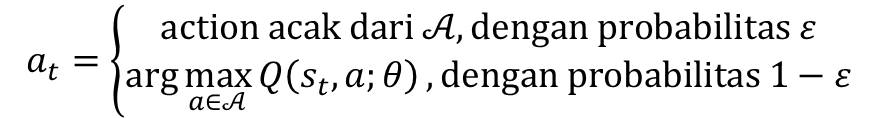 a_t = { action acak dari 𝒜, dengan probabilitas ε
arg max_{a∈𝒜} Q(s_t, a; θ) , dengan probabilitas 1 − ε